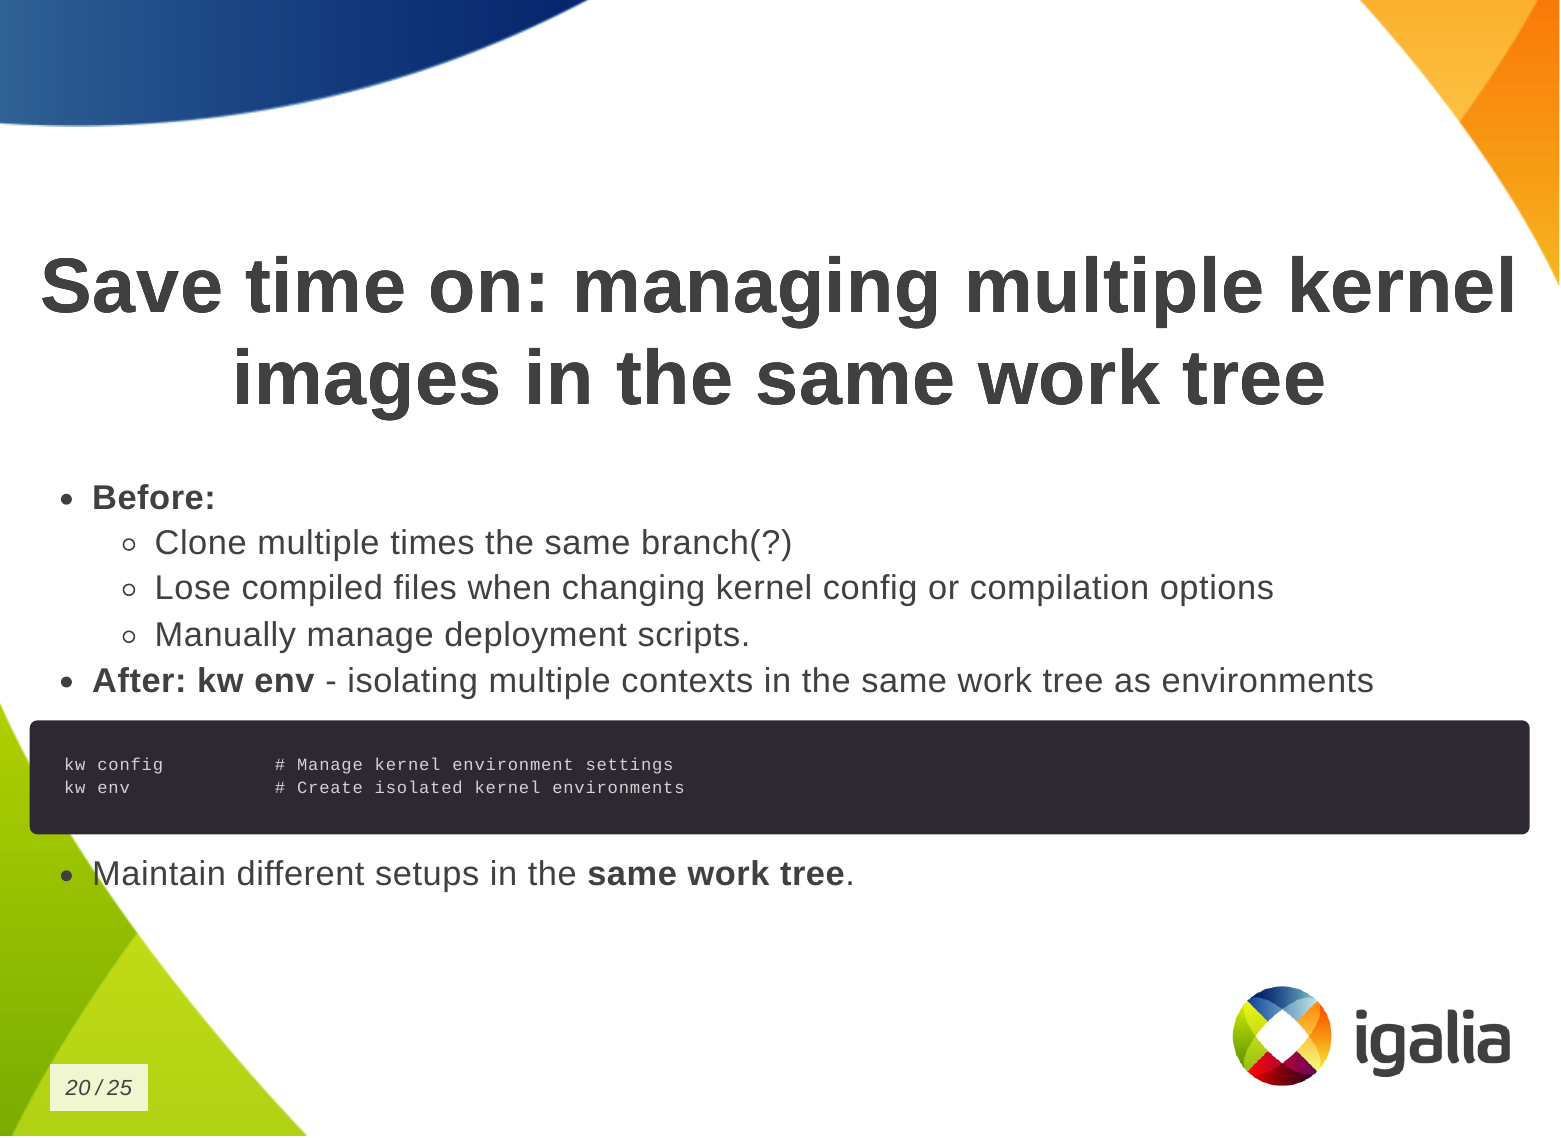 Save time on: managing multiple kernel
images in the same work tree
Before:
Clone multiple times the same branch(?)
Lose compiled files when changing kernel config or compilation options
Manually manage deployment scripts.
After: kw env - isolating multiple contexts in the same work tree as environments
kw config # Manage kernel environment settings
kw env # Create isolated kernel environments
Maintain different setups in the same work tree.
igalia
20 / 25